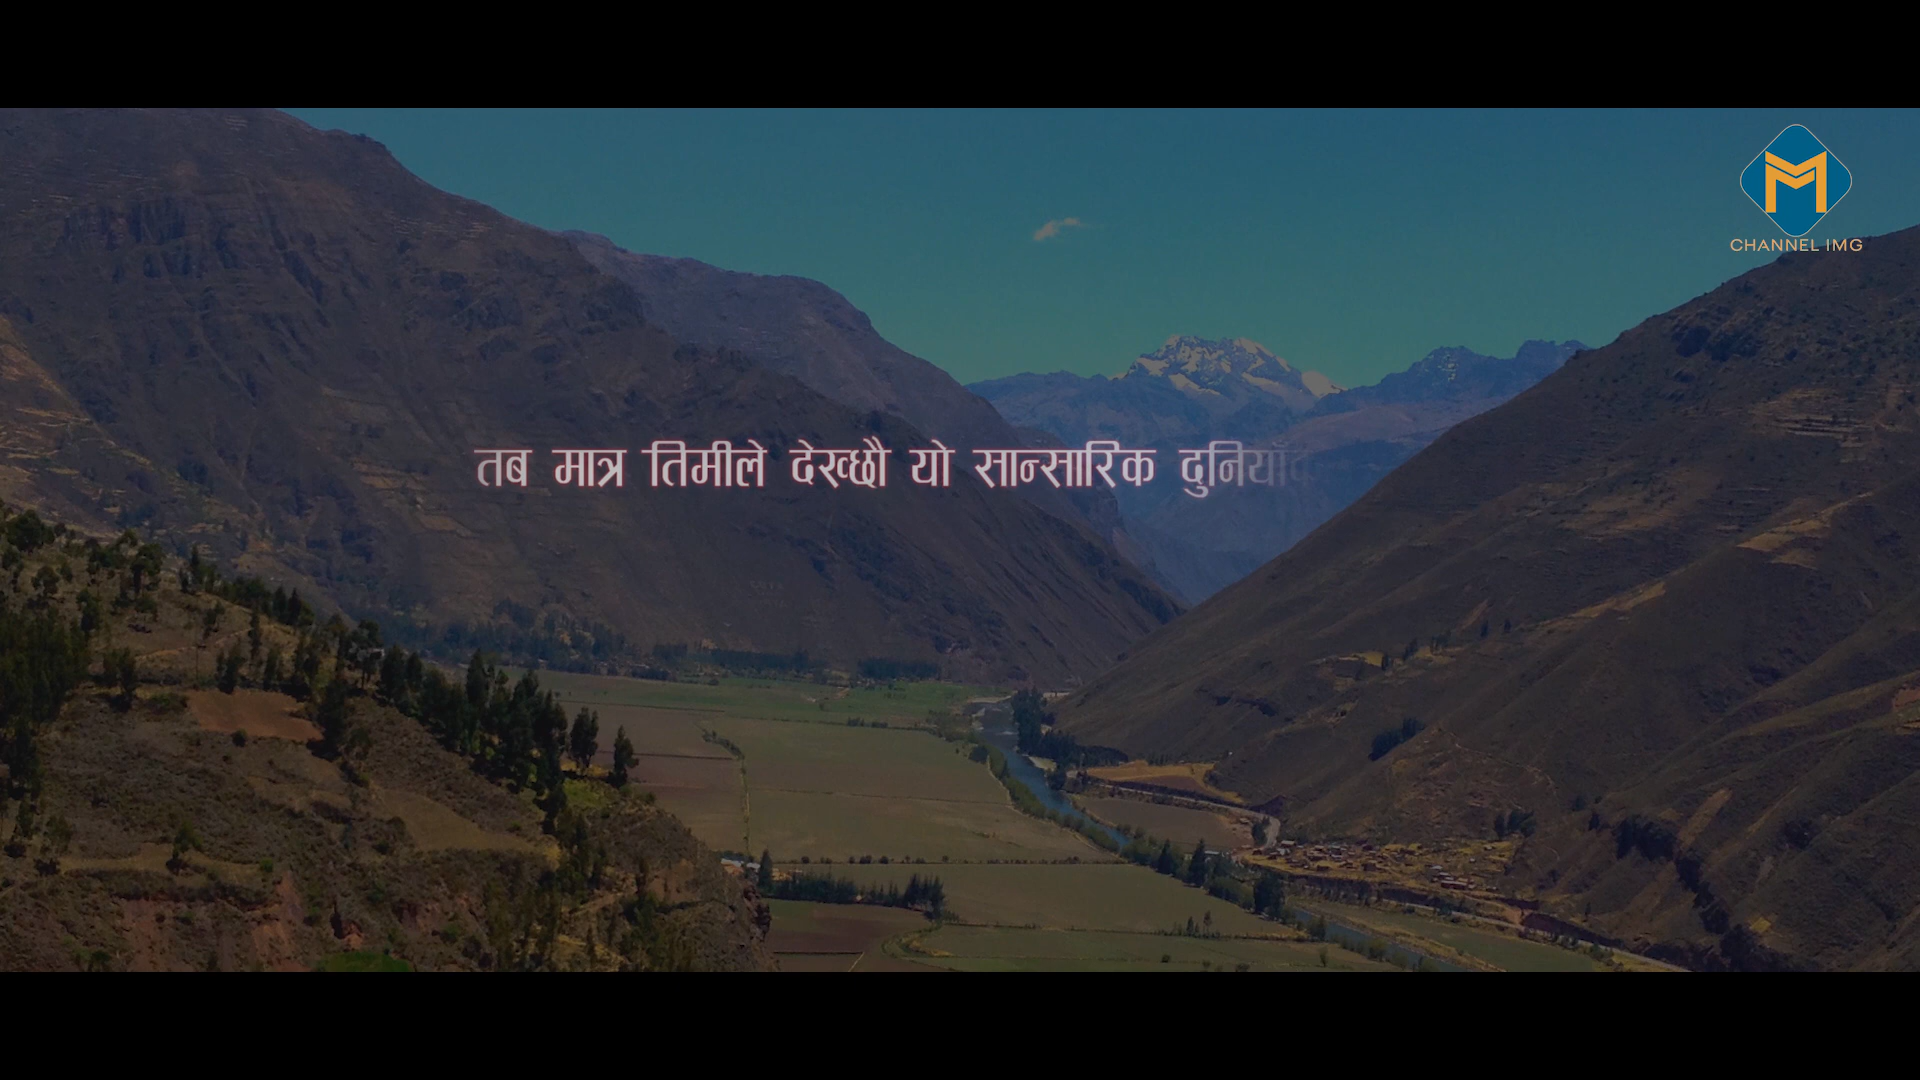 तब मात्र तिमीले देख्छौ यो सान्सारिक
CHANNEL IMG